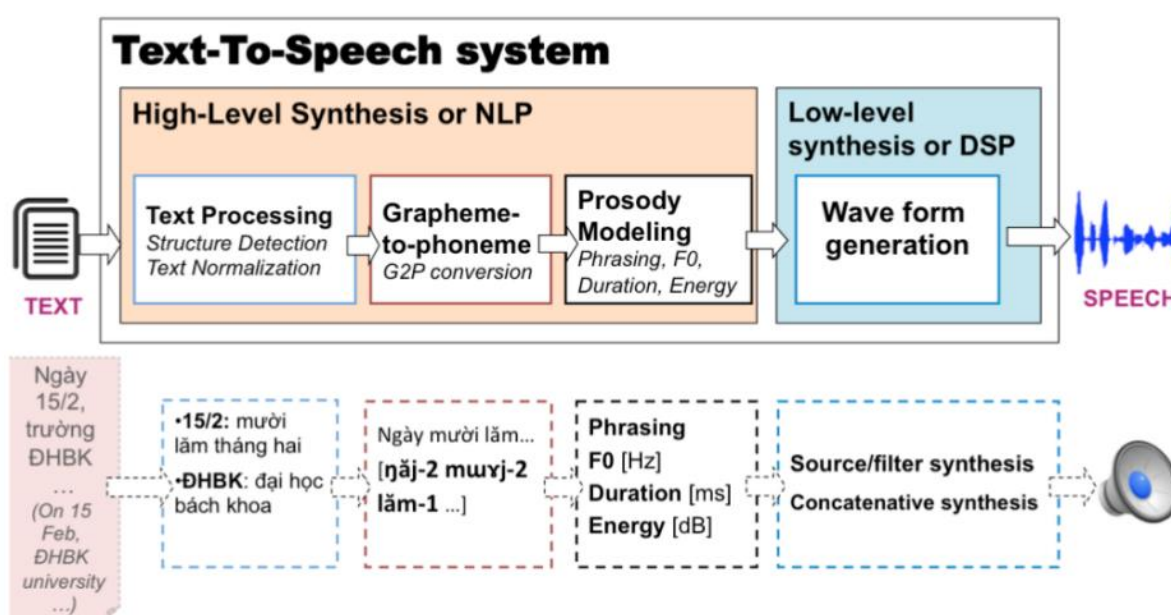 Text-To-Speech system
High-Level Synthesis or NLP
Low-level
synthesis or DSP
TEXT
Text Processing
Structure Detection
Text Normalization
Grapheme-
to-phoneme
G2P conversion
Prosody
Modeling
Phrasing, F0,
Duration, Energy
Wave form
generation
SPEECH
Ngày
15/2,
trường
ĐHBK
...
(On 15
Feb,
ĐHBK
university
...)
•15/2: mười
lăm tháng hai
•ĐHBK: đại học
bách khoa
Ngày mười lăm...
[ŋăj-2 mɯɤj-2
lăm-1 ...]
Phrasing
F0 [Hz]
Duration [ms]
Energy [dB]
Source/filter synthesis
Concatenative synthesis